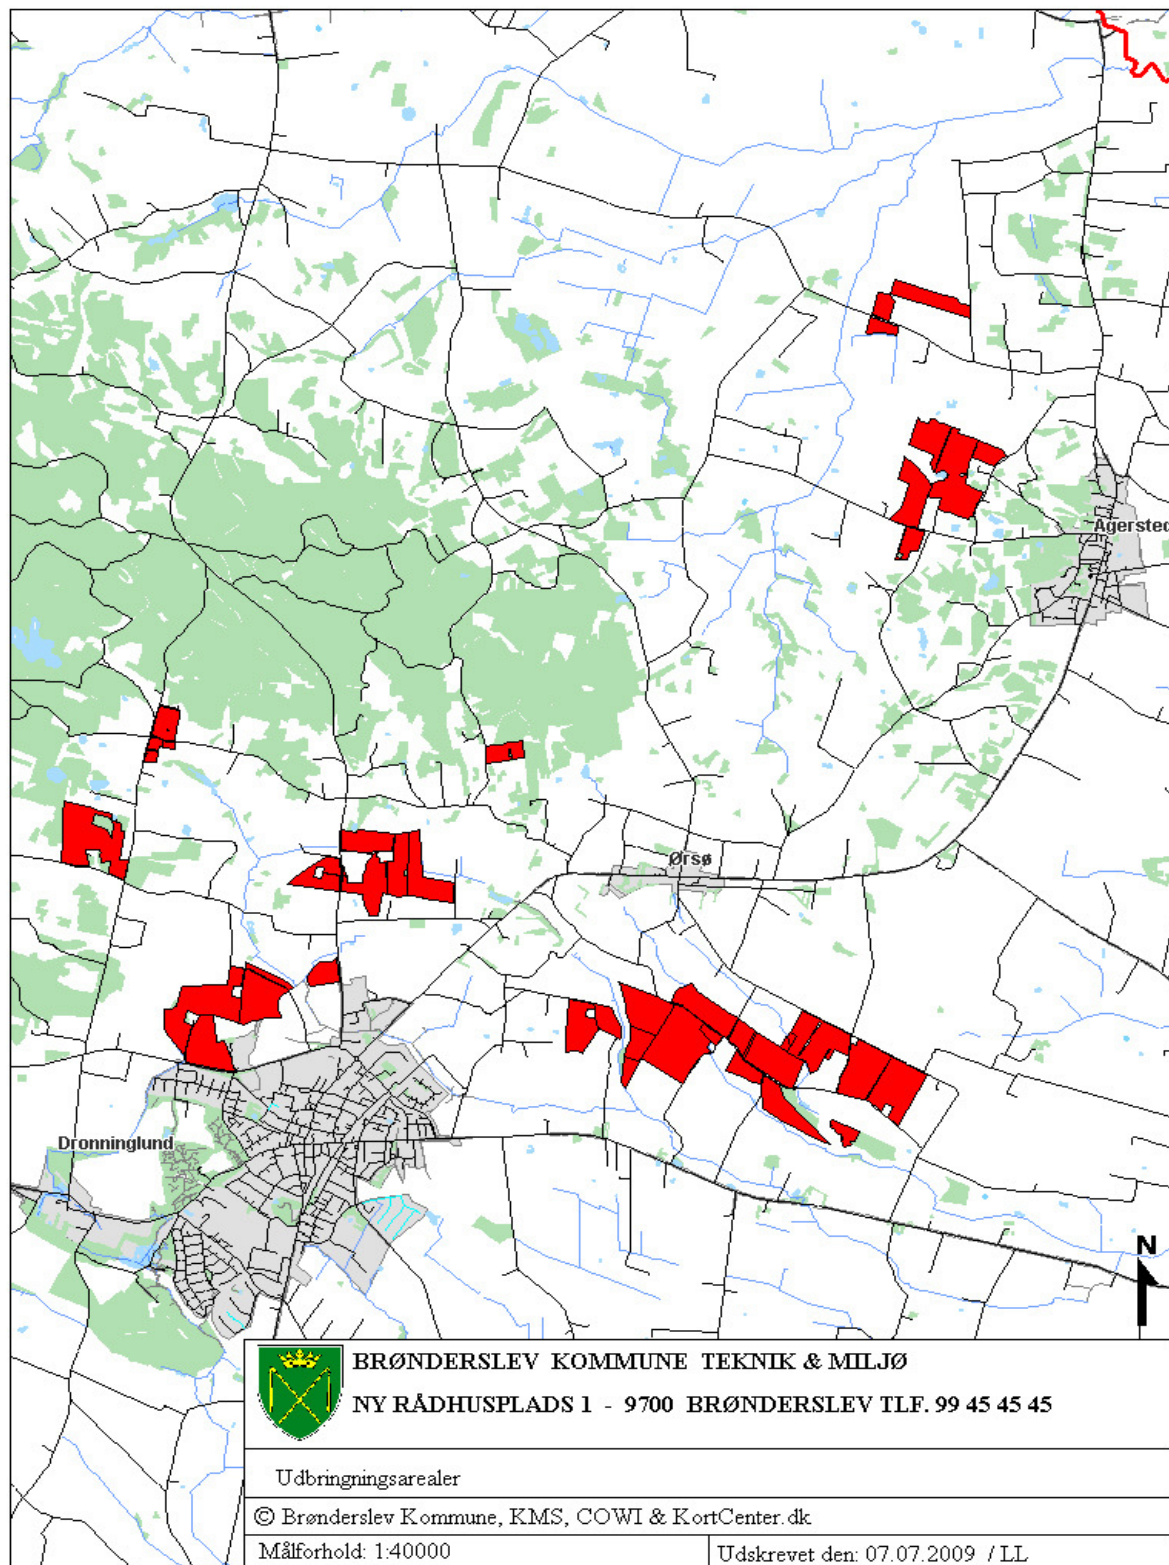 Agersted
Ørsø
Dronninglund
N
BRØNDERSLEV KOMMUNE TEKNIK & MILJØ
NY RÅDHUSPLADS 1 - 9700 BRØNDERSLEV TLF. 99 45 45 45
Udbringningsarealer
© Brønderslev Kommune, KMS, COWI & KortCenter.dk
Målforhold: 1:40000
Udskrevet den: 07.07.2009 / LL